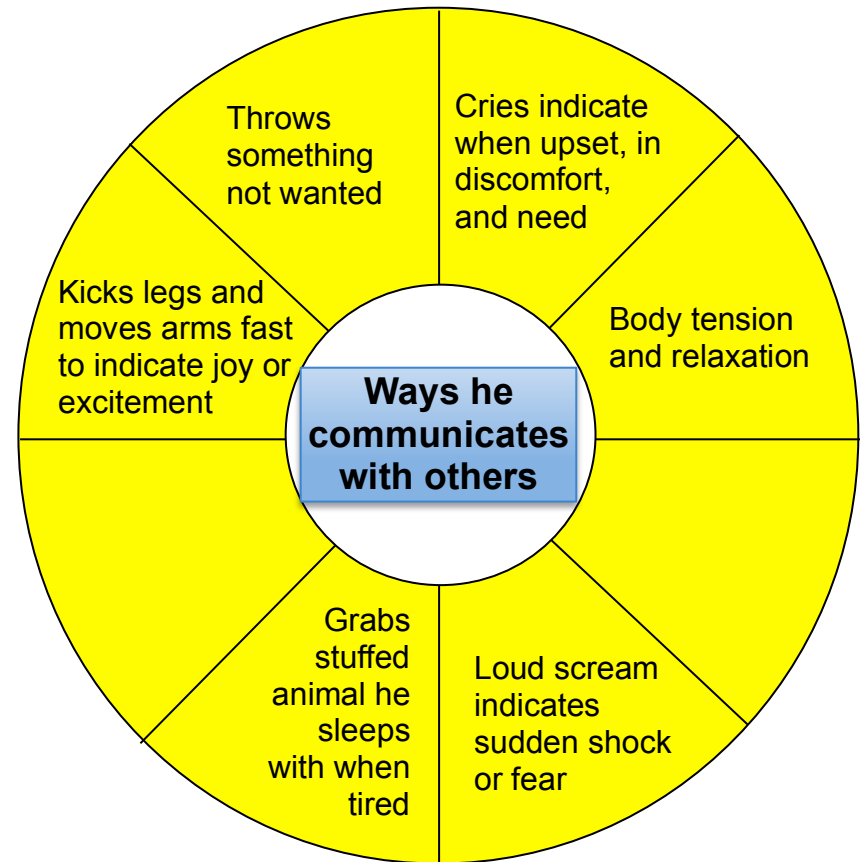 Ways he
communicates
with others
Cries indicate
when upset, in
discomfort,
and need
Body tension
and relaxation
Loud scream
indicates
sudden shock
or fear
Grabs
stuffed
animal he
sleeps
with when
tired
Kicks legs and
moves arms fast
to indicate joy or
excitement
Throws
something
not wanted